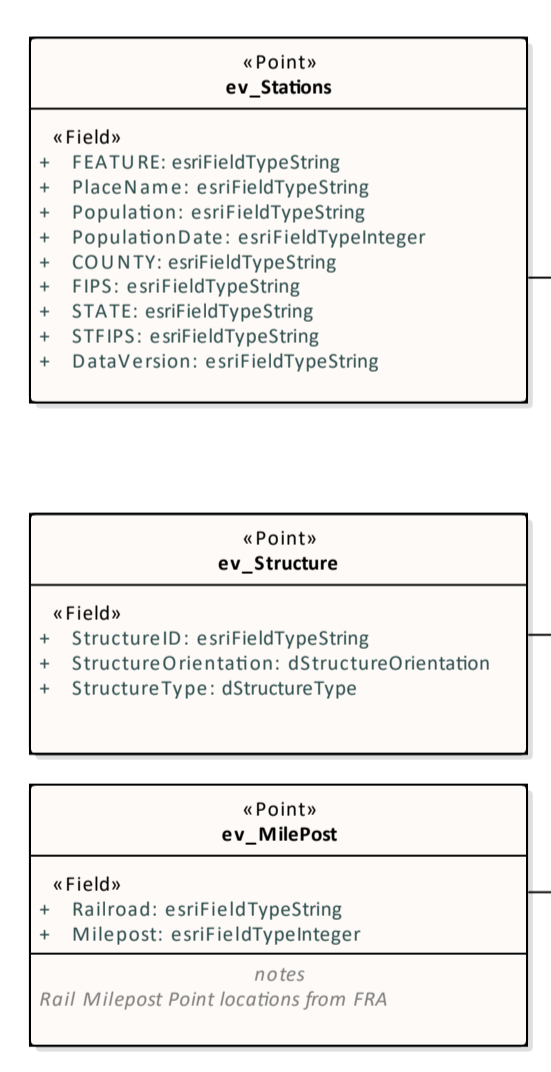 «Point»
ev_Stations
«Field»
+ FEATURE: esriFieldTypeString
+ PlaceName: esriFieldTypeString
+ Population: esriFieldTypeString
+ PopulationDate: esriFieldTypeInteger
+ COUNTY: esriFieldTypeString
+ FIPS: esriFieldTypeString
+ STATE: esriFieldTypeString
+ STFIPS: esriFieldTypeString
+ DataVersion: esriFieldTypeString
«Point»
ev_Structure
«Field»
+ StructureID: esriFieldTypeString
+ StructureOrientation: dStructureOrientation
+ StructureType: dStructureType
«Point»
ev_MilePost
«Field»
+ Railroad: esriFieldTypeString
+ Milepost: esriFieldTypeInteger
notes
Rail Milepost Point locations from FRA